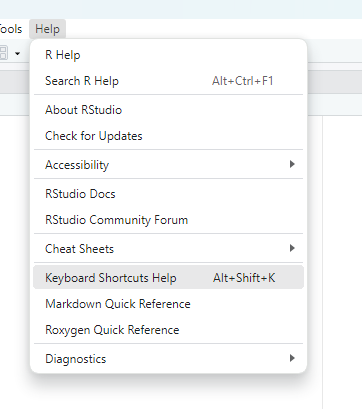 Tools Help
R Help
Search R Help Alt+Ctrl+F1
About RStudio
Check for Updates
Accessibility
RStudio Docs
RStudio Community Forum
Cheat Sheets
Keyboard Shortcuts Help Alt+Shift+K
Markdown Quick Reference
Roxygen Quick Reference
Diagnostics